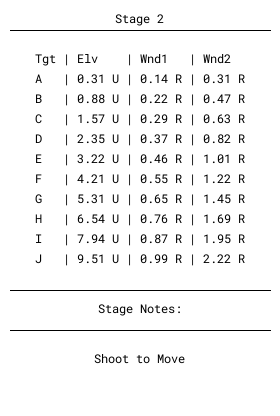 Stage 2
Tgt | Elv | Wnd1 | Wnd2
A | 0.31 U | 0.14 R | 0.31 R
B | 0.88 U | 0.22 R | 0.47 R
C | 1.57 U | 0.29 R | 0.63 R
D | 2.35 U | 0.37 R | 0.82 R
E | 3.22 U | 0.46 R | 1.01 R
F | 4.21 U | 0.55 R | 1.22 R
G | 5.31 U | 0.65 R | 1.45 R
H | 6.54 U | 0.76 R | 1.69 R
I | 7.94 U | 0.87 R | 1.95 R
J | 9.51 U | 0.99 R | 2.22 R
Stage Notes:
Shoot to Move